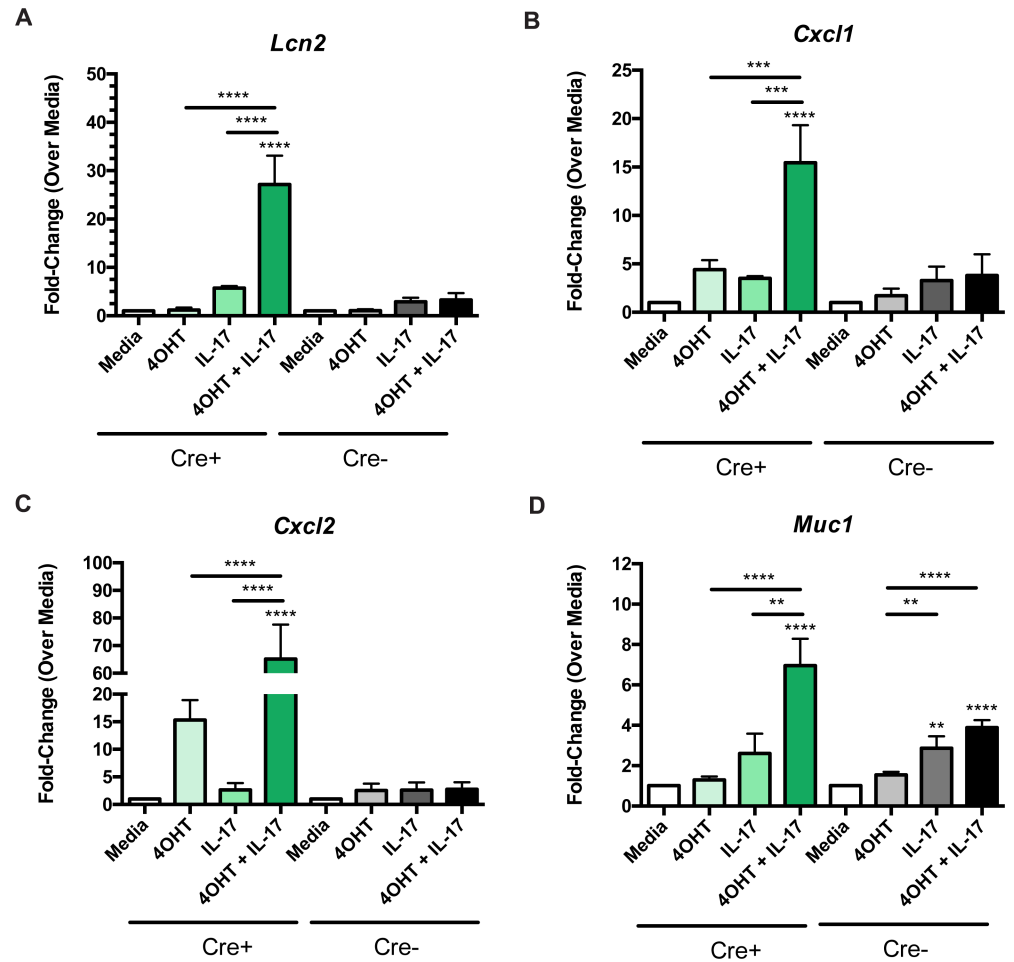 A
Lcn2
Fold-Change (Over Media)
50
40
30
20
10
0
****
****
****
Media
4OHT
IL-17
4OHT + IL-17
Media
4OHT
IL-17
4OHT + IL-17
Cre+
Cre-
B
Cxcl1
Fold-Change (Over Media)
25
20
15
10
5
0
***
***
****
Media
4OHT
IL-17
4OHT + IL-17
Media
4OHT
IL-17
4OHT + IL-17
Cre+
Cre-
C
Cxcl2
Fold-Change (Over Media)
100
90
80
70
60
20
15
10
5
0
****
****
****
Media
4OHT
IL-17
4OHT + IL-17
Media
4OHT
IL-17
4OHT + IL-17
Cre+
Cre-
D
Muc1
Fold-Change (Over Media)
12
10
8
6
4
2
0
****
**
****
****
**
**
****
Media
4OHT
IL-17
4OHT + IL-17
Media
4OHT
IL-17
4OHT + IL-17
Cre+
Cre-